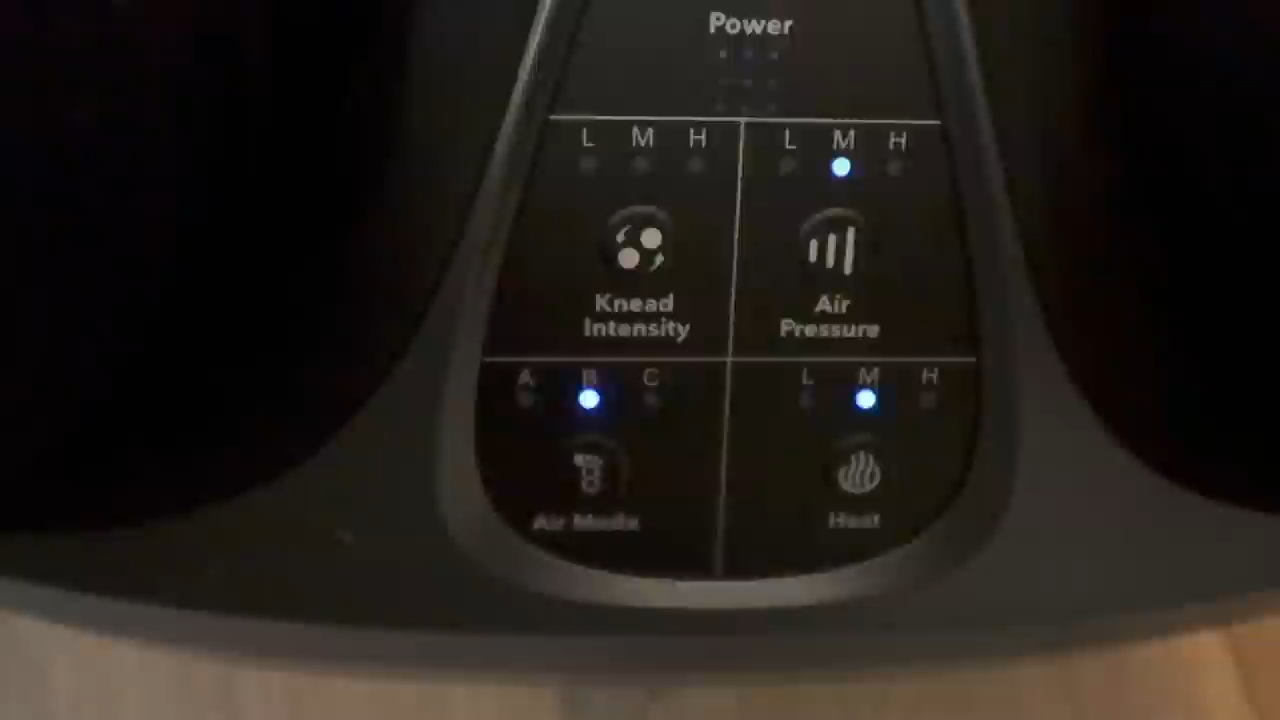 Power
L M H L M H
Knead
Intensity
Air
Pressure
A B C L M H
Air Mode
Heat